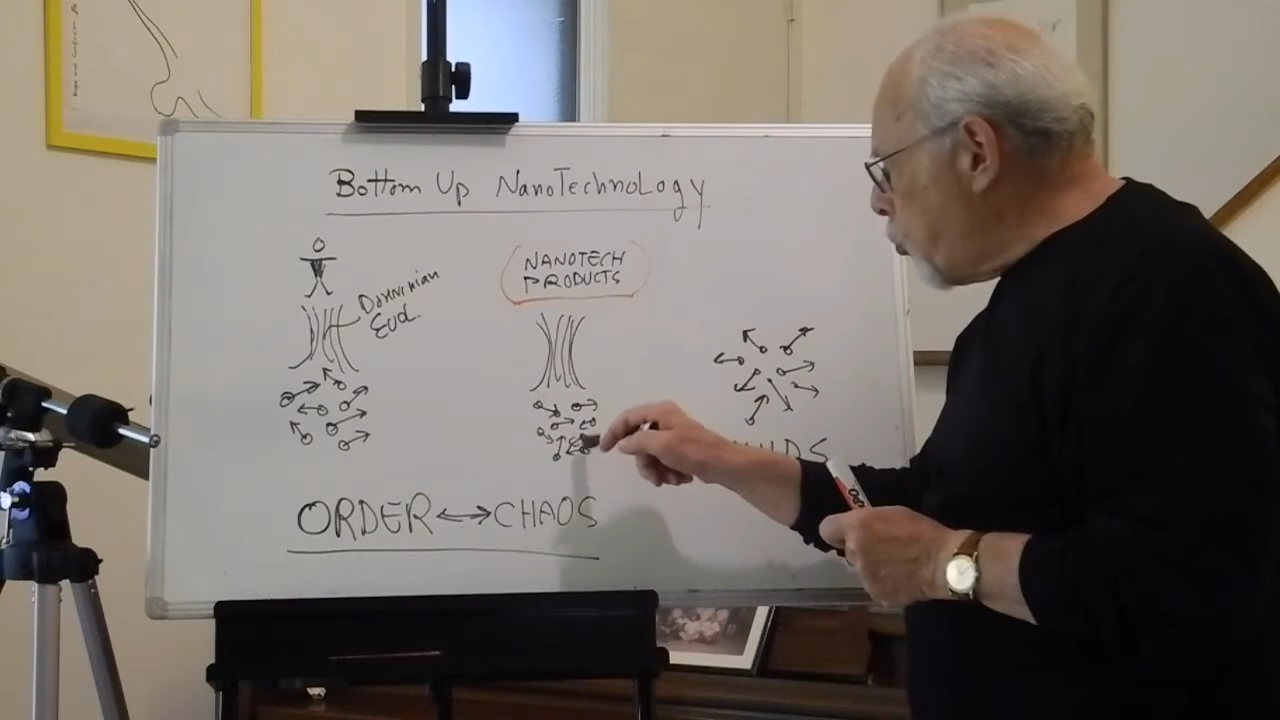 Bottom Up NanoTechnology
NANOTECH
PRODUCTS
Darwinian
Evol.
ORDER ↔ CHAOS